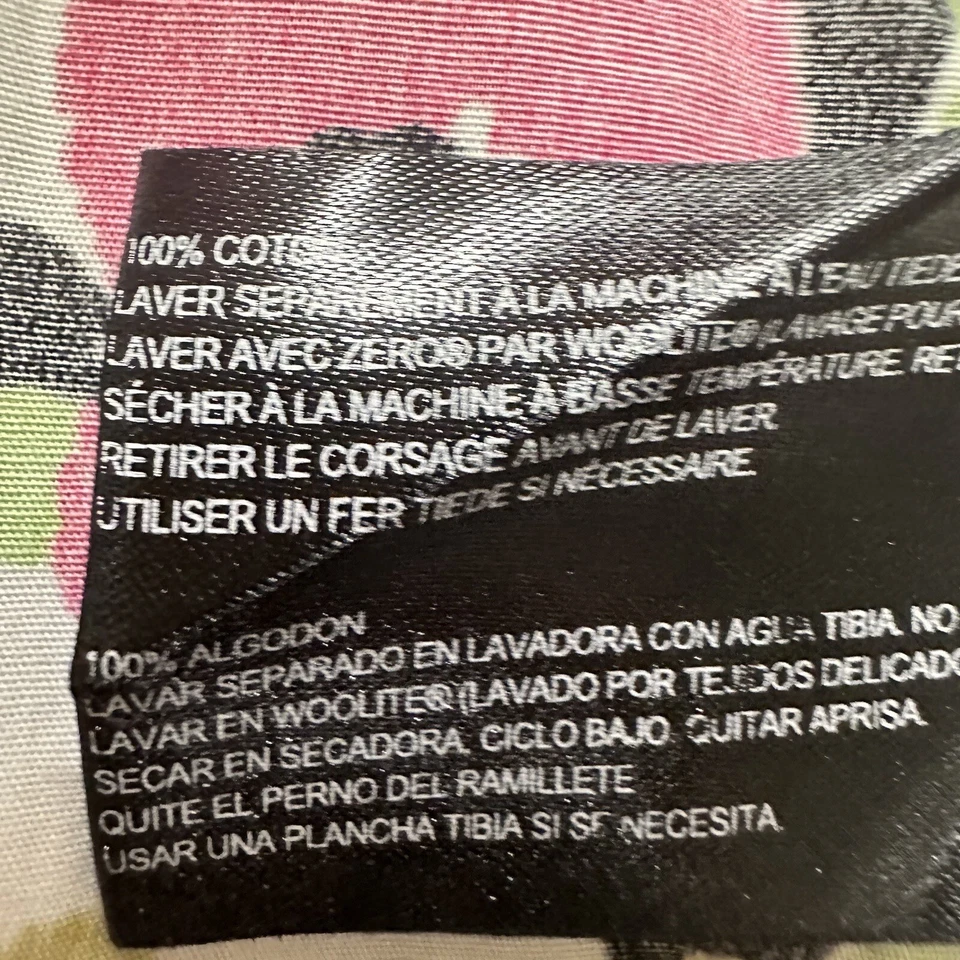 100% COTON
LAVER SEPAREMENT À LA MACHINE À L'EAU TIEDE
LAVER AVEC ZERO® PAR WOOLITE® (LAVAGE POUR
SÉCHER À LA MACHINE À BASSE TEMPÉRATURE. RET
RETIRER LE CORSAGE AVANT DE LAVER.
UTILISER UN FER TIEDE SI NÉCESSAIRE.
100% ALGODÓN
LAVAR SEPARADO EN LAVADORA CON AGUA TIBIA. NO
LAVAR EN WOOLITE® (LAVADO POR TEJIDOS DELICADO
SECAR EN SECADORA, CICLO BAJO. QUITAR APRISA.
QUITE EL PERNO DEL RAMILLETE
USAR UNA PLANCHA TIBIA SI SE NECESITA.